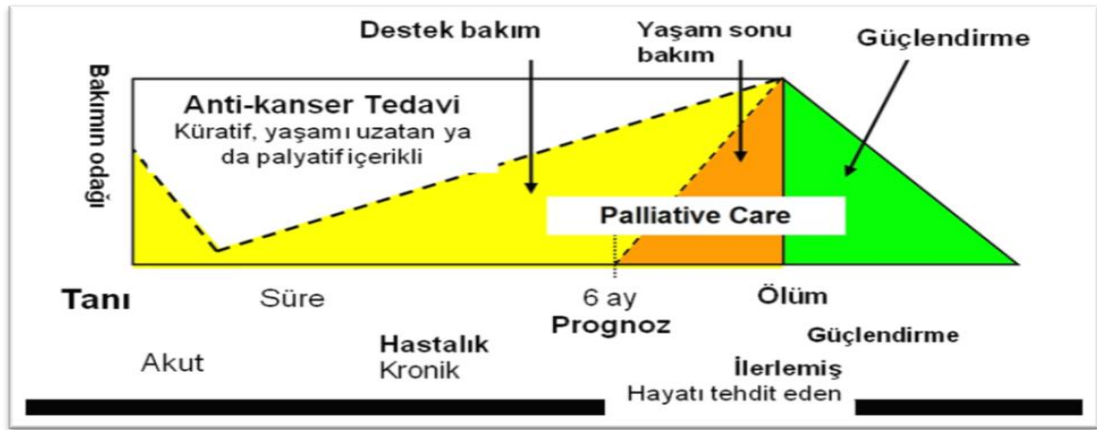 Destek bakım
Yaşam sonu
bakım
Güçlendirme
Bakımın odağı
Anti-kanser Tedavi
Küratif, yaşamı uzatan ya
da palyatif içerikli
Palliative Care
Tanı
Süre
6 ay
Prognoz
Ölüm
Güçlendirme
Akut
Hastalık
Kronik
İlerlemiş
Hayatı tehdit eden